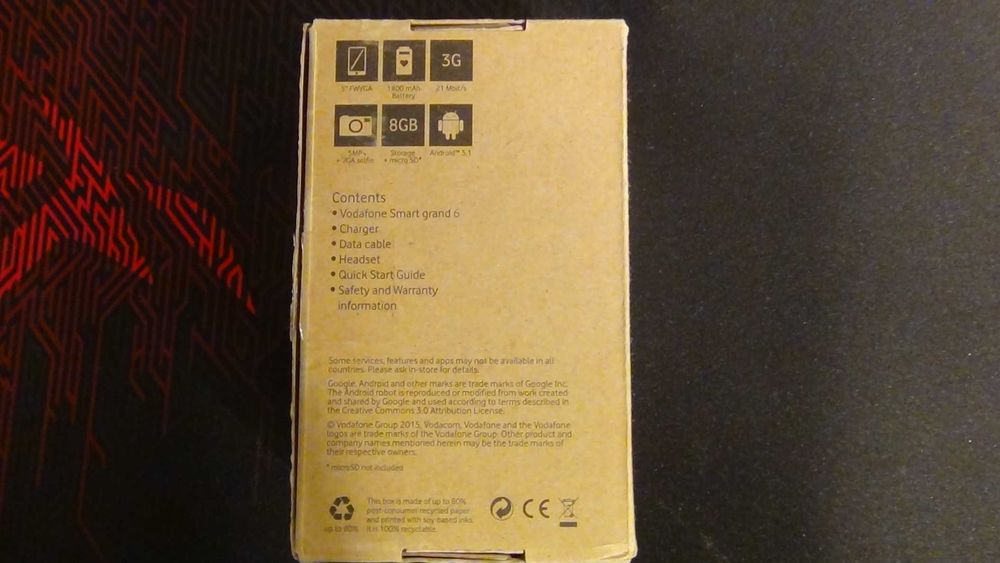 3G
5" FWVGA
1800 mAh
Battery
21 Mbit/s
8GB
5MP +
VGA selfie
Storage
+ micro SD*
Android™ 5.1
Contents
• Vodafone Smart grand 6
• Charger
• Data cable
• Headset
• Quick Start Guide
• Safety and Warranty
information
Some services, features and apps may not be available in all
countries. Please ask in-store for details.
Google, Android and other marks are trade marks of Google Inc.
The Android robot is reproduced or modified from work created
and shared by Google and used according to terms described in
the Creative Commons 3.0 Attribution License.
© Vodafone Group 2015. Vodacom, Vodafone and the Vodafone
logos are trade marks of the Vodafone Group. Other product and
company names mentioned herein may be the trade marks of
their respective owners.
* microSD not included
up to 80%
This box is made of up to 80%
post-consumer recycled paper
and printed with soy-based inks.
It is 100% recyclable.
CE